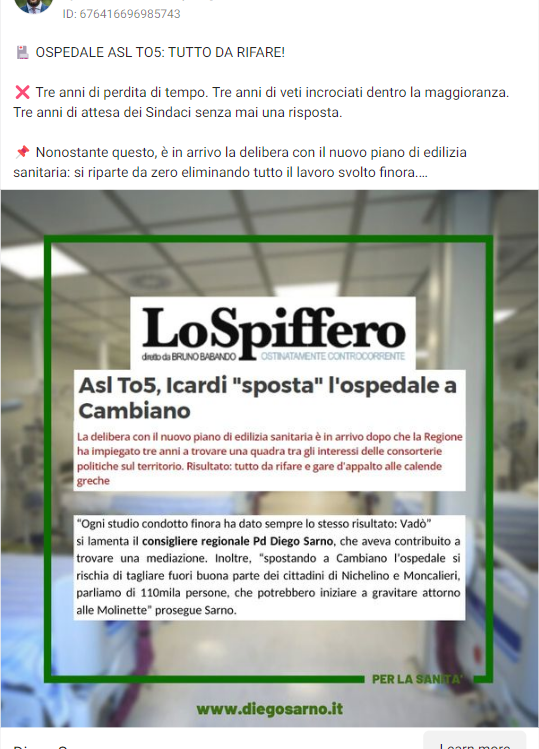 ID: 676416696985743
OSPEDALE ASL TO5: TUTTO DA RIFARE!
Tre anni di perdita di tempo. Tre anni di veti incrociati dentro la maggioranza.
Tre anni di attesa dei Sindaci senza mai una risposta.
Nonostante questo, è in arrivo la delibera con il nuovo piano di edilizia
sanitaria: si riparte da zero eliminando tutto il lavoro svolto finora....
LoSpiffero
diretto da BRUNO BABANDO OSTINATAMENTE CONTROCORRENTE
Asl To5, Icardi "sposta" l'ospedale a
Cambiano
La delibera con il nuovo piano di edilizia sanitaria è in arrivo dopo che la Regione
ha impiegato tre anni a trovare una quadra tra gli interessi delle consorterie
politiche sul territorio. Risultato: tutto da rifare e gare d'appalto alle calende
greche
"Ogni studio condotto finora ha dato sempre lo stesso risultato: Vadò"
si lamenta il consigliere regionale Pd Diego Sarno, che aveva contribuito a
trovare una mediazione. Inoltre, "spostando a Cambiano l'ospedale si
rischia di tagliare fuori buona parte dei cittadini di Nichelino e Moncalieri,
parliamo di 110mila persone, che potrebbero iniziare a gravitare attorno
alle Molinette" prosegue Sarno.
PER LA SANITA'
www.diegosarno.it
Learn more